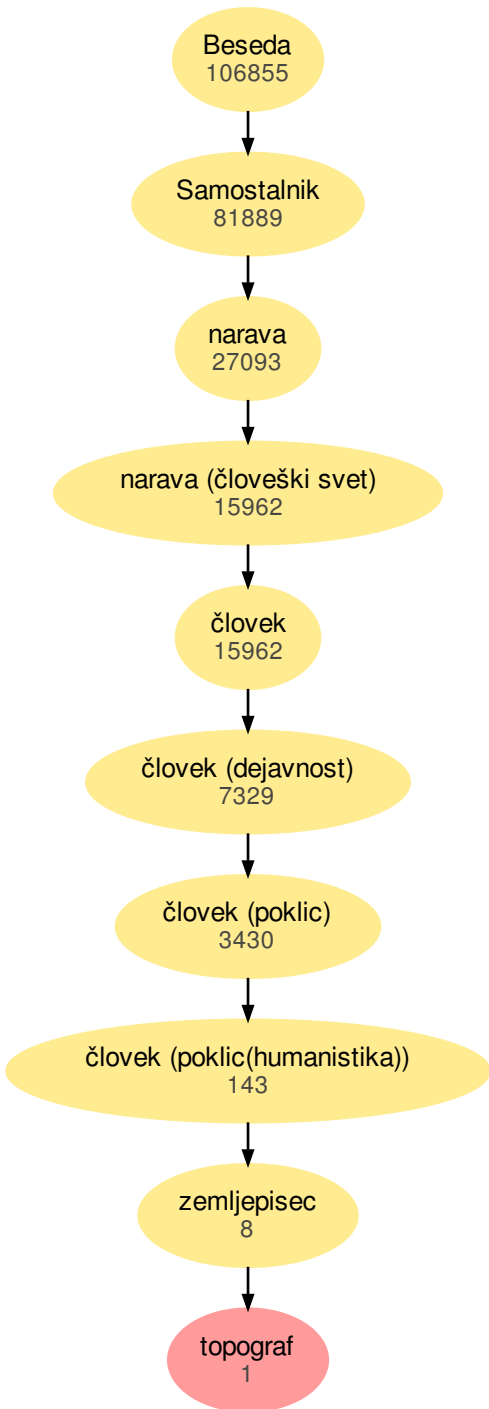 Beseda
106855
Samostalnik
81889
narava
27093
narava (človeški svet)
15962
človek
15962
človek (dejavnost)
7329
človek (poklic)
3430
človek (poklic(humanistika))
143
zemljepisec
8
topograf
1